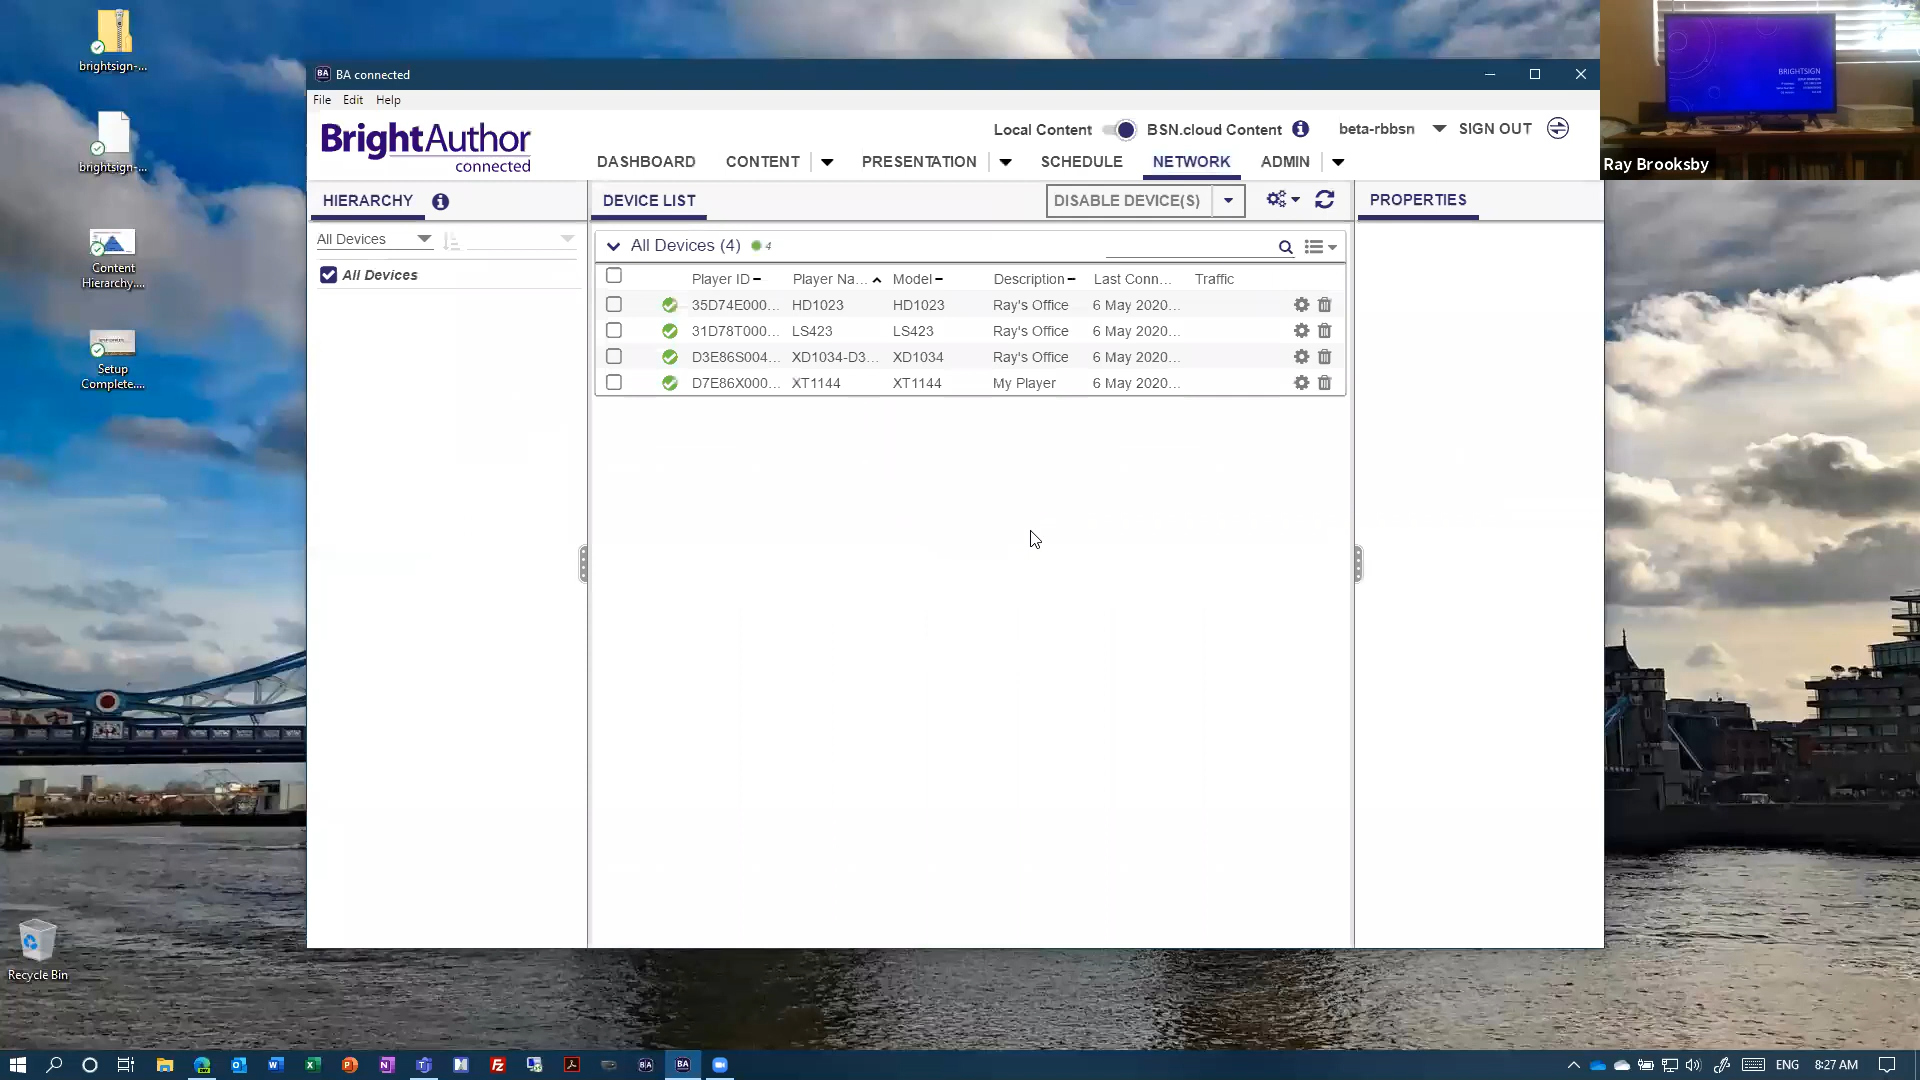 brightsign-...
brightsign-...
Content
Hierarchy....
Setup
Complete....
Recycle Bin
BA BA connected
File Edit Help
BrightAuthor
connected
Local Content BSN.cloud Content beta-rbbsn SIGN OUT
DASHBOARD CONTENT PRESENTATION SCHEDULE NETWORK ADMIN
HIERARCHY
DEVICE LIST
DISABLE DEVICE(S)
PROPERTIES
All Devices
All Devices
All Devices (4) 4
Player ID Player Na... Model Description Last Conn... Traffic
35D74E000... HD1023 HD1023 Ray's Office 6 May 2020...
31D78T000... LS423 LS423 Ray's Office 6 May 2020...
D3E86S004... XD1034-D3... XD1034 Ray's Office 6 May 2020...
D7E86X000... XT1144 XT1144 My Player 6 May 2020...
BRIGHTSIGN
Ray Brooksby
ENG 8:27 AM